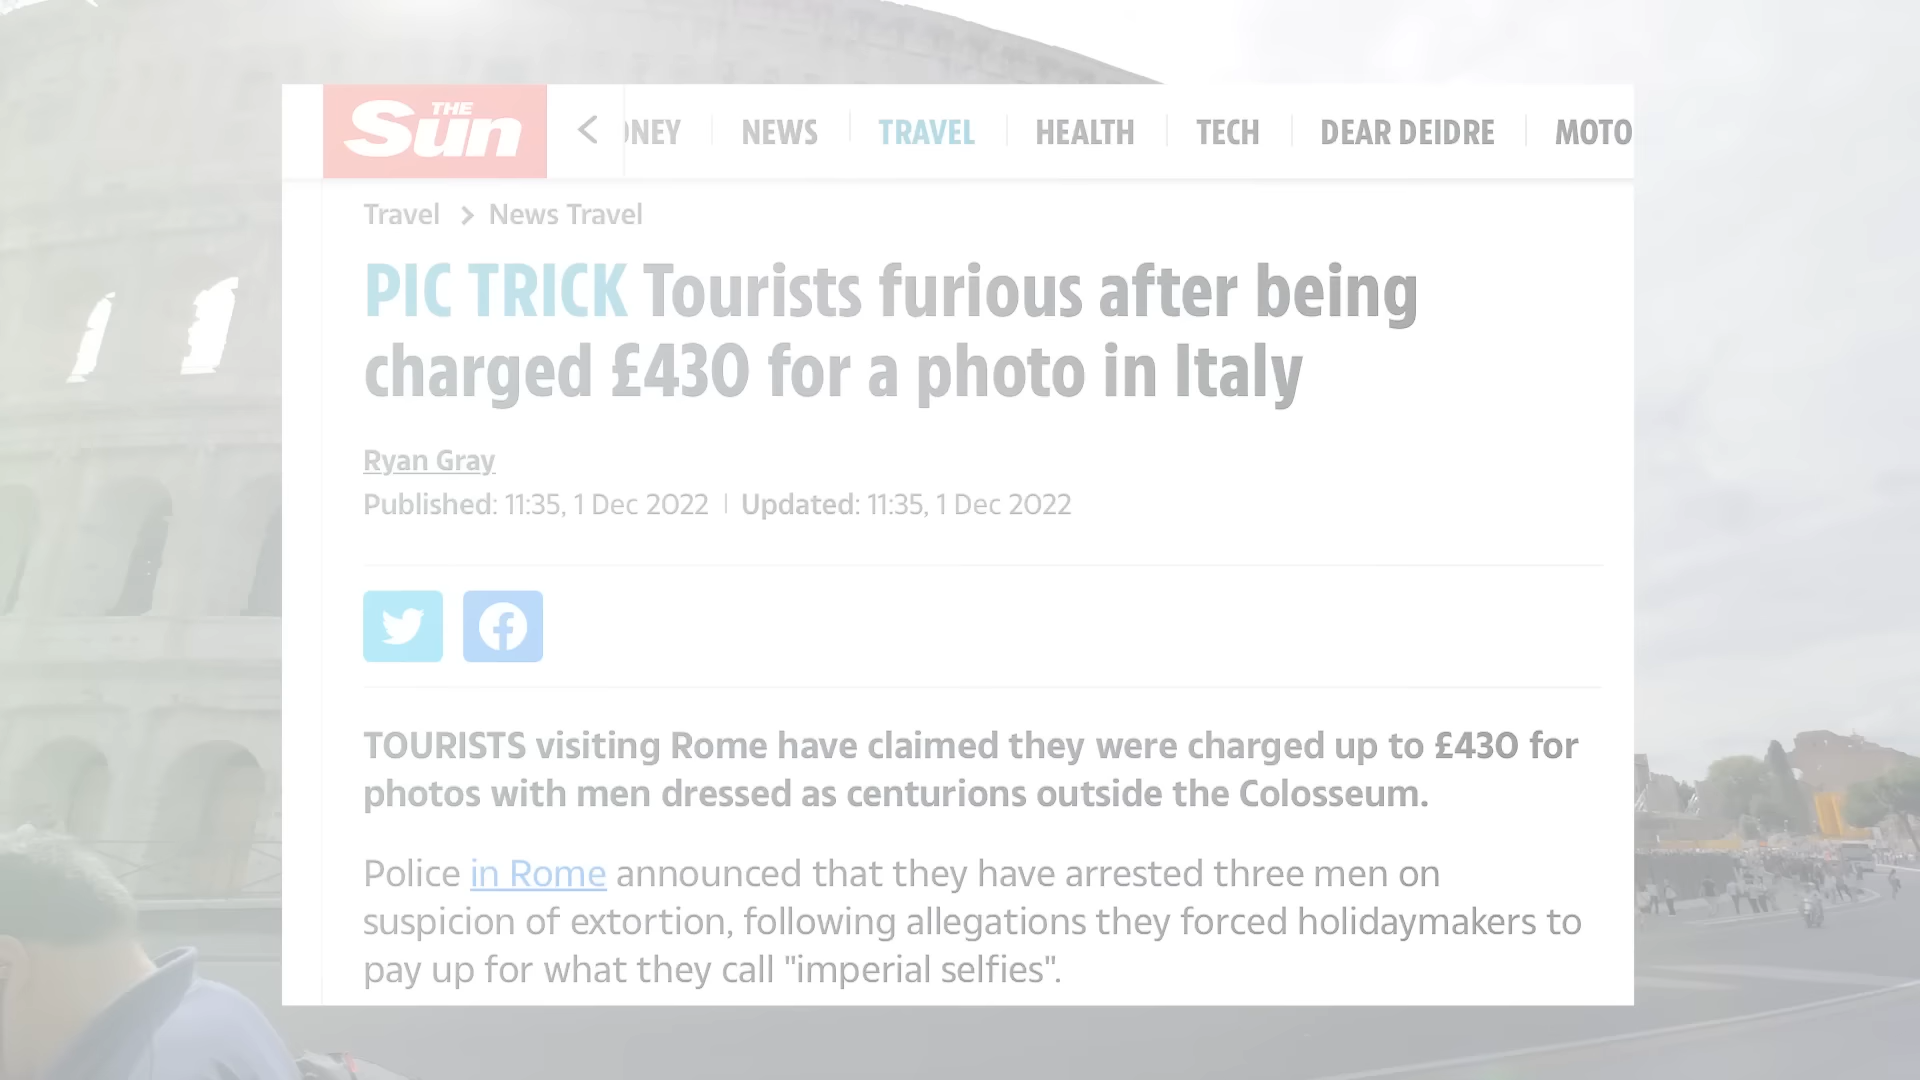 THE
Sun
ONEY NEWS TRAVEL HEALTH TECH DEAR DEIDRE MOTO
Travel > News Travel
PIC TRICK Tourists furious after being
charged £430 for a photo in Italy
Ryan Gray
Published: 11:35, 1 Dec 2022 | Updated: 11:35, 1 Dec 2022
TOURISTS visiting Rome have claimed they were charged up to £430 for
photos with men dressed as centurions outside the Colosseum.
Police in Rome announced that they have arrested three men on
suspicion of extortion, following allegations they forced holidaymakers to
pay up for what they call "imperial selfies".